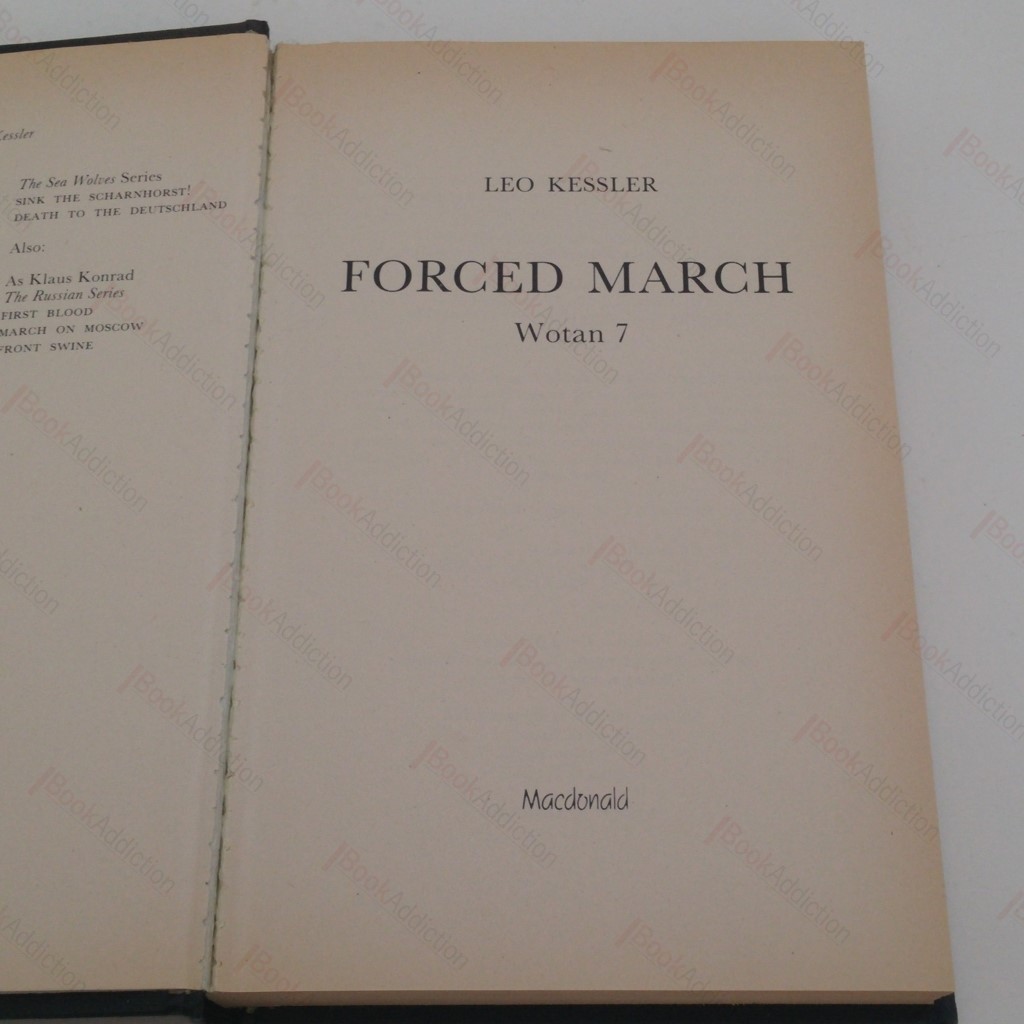 Kessler
The Sea Wolves Series
SINK THE SCHARNHORST!
DEATH TO THE DEUTSCHLAND
Also:
As Klaus Konrad
The Russian Series
FIRST BLOOD
MARCH ON MOSCOW
FRONT SWINE
LEO KESSLER
FORCED MARCH
Wotan 7
Macdonald
BookAddiction